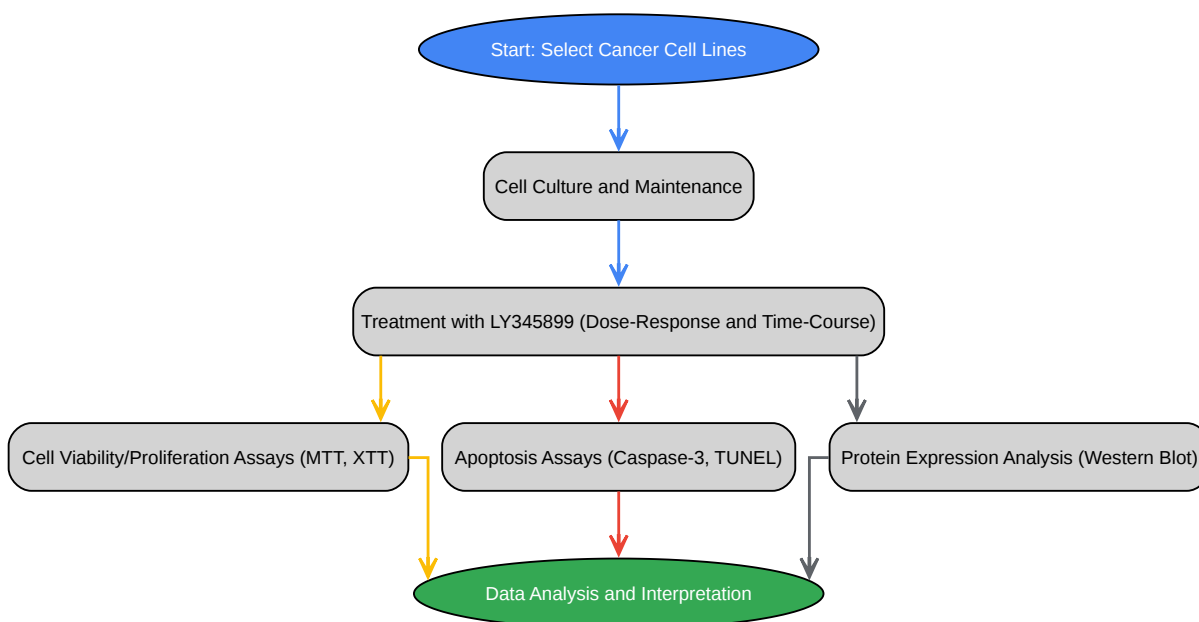 Start: Select Cancer Cell Lines
Cell Culture and Maintenance
Treatment with LY345899 (Dose-Response and Time-Course)
Cell Viability/Proliferation Assays (MTT, XTT)
Apoptosis Assays (Caspase-3, TUNEL)
Protein Expression Analysis (Western Blot)
Data Analysis and Interpretation